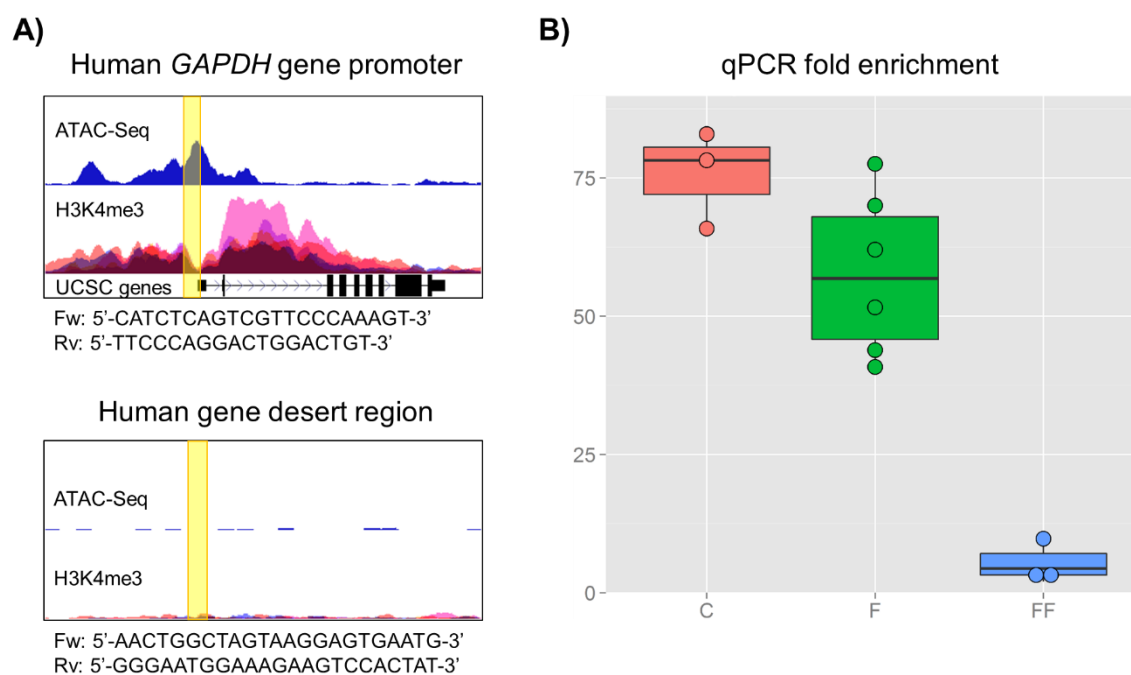 A)
Human GAPDH gene promoter
ATAC-Seq
H3K4me3
UCSC genes
Fw: 5’-CATCTCAGTCGTTCCCAAAGT-3’
Rv: 5’-TTCCCAGGACTGGACTGT-3’
Human gene desert region
ATAC-Seq
H3K4me3
Fw: 5’-AACTGGCTAGTAAGGAGTGAATG-3’
Rv: 5’-GGGAATGGAAAGAAGTCCACTAT-3’
B)
qPCR fold enrichment
75
50
25
0
C F FF